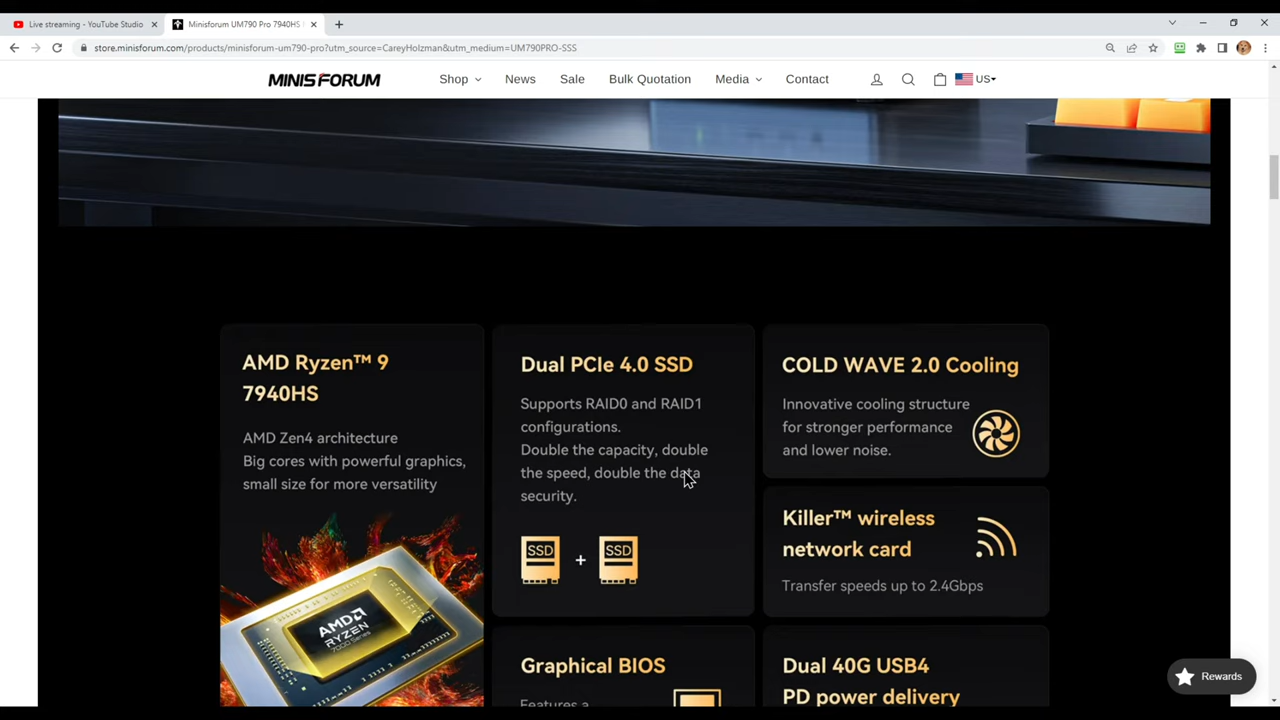 Live streaming - YouTube Studio
Minisforum UM790 Pro 7940HS
store.minisforum.com/products/minisforum-um790-pro?utm_source=CareyHolzman&utm_medium=UM790PRO-SSS
MINISFORUM
Shop
News
Sale
Bulk Quotation
Media
Contact
US
AMD Ryzen™ 9
7940HS
AMD Zen4 architecture
Big cores with powerful graphics,
small size for more versatility
AMD
RYZEN
7000 Series
Dual PCIe 4.0 SSD
Supports RAID0 and RAID1
configurations.
Double the capacity, double
the speed, double the data
security.
SSD
+
SSD
COLD WAVE 2.0 Cooling
Innovative cooling structure
for stronger performance
and lower noise.
Killer™ wireless
network card
Transfer speeds up to 2.4Gbps
Graphical BIOS
Features a
Dual 40G USB4
PD power delivery
Rewards